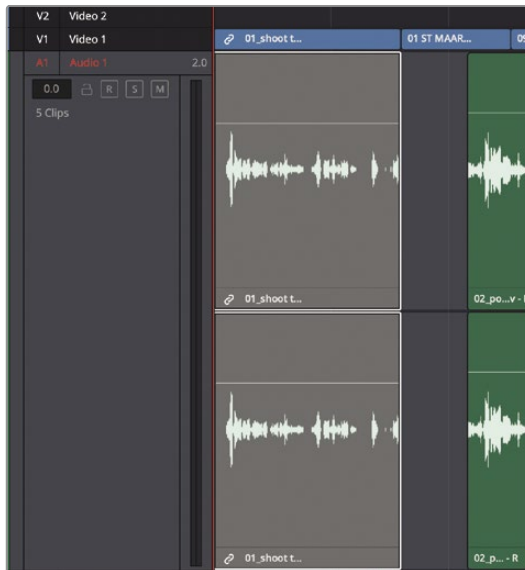 V2 Video 2
V1 Video 1 01_shoot t... 01 ST MAAR... 09
A1 Audio 1 2.0
0.0 R S M
5 Clips
01_shoot t... 02_po...v -
01_shoot t... 02_p... - R